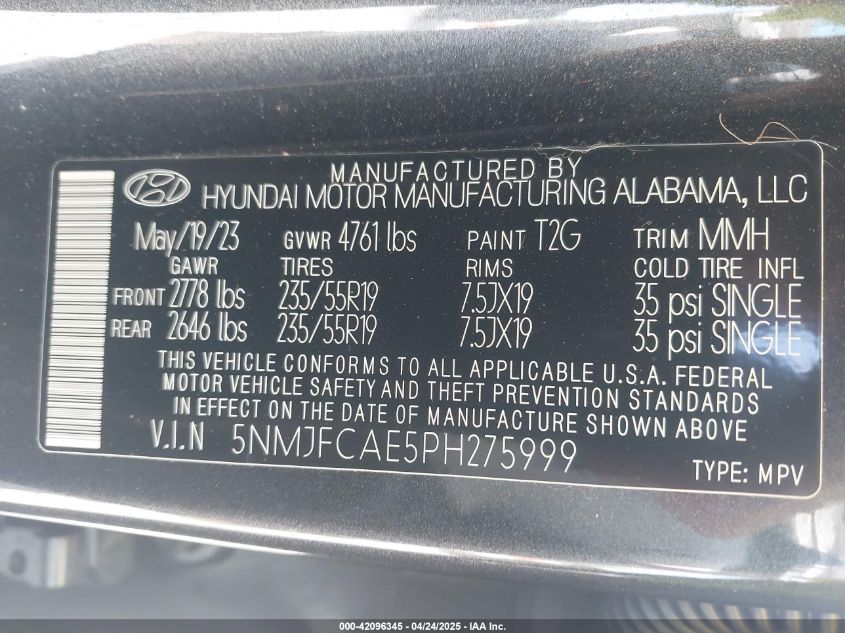 MANUFACTURED BY
HYUNDAI MOTOR MANUFACTURING ALABAMA, LLC
May/19/23 GVWR 4761 lbs PAINT T2G TRIM MMH
GAWR TIRES RIMS COLD TIRE INFL
FRONT 2778 lbs 235/55R19 7.5JX19 35 psi SINGLE
REAR 2646 lbs 235/55R19 7.5JX19 35 psi SINGLE
THIS VEHICLE CONFORMS TO ALL APPLICABLE U.S.A. FEDERAL
MOTOR VEHICLE SAFETY AND THEFT PREVENTION STANDARDS
IN EFFECT ON THE DATE OF MANUFACTURE SHOWN ABOVE
V.I.N 5NMJFCAE5PH275999
TYPE: MPV
000-42096345 - 04/24/2025 - IAA Inc.